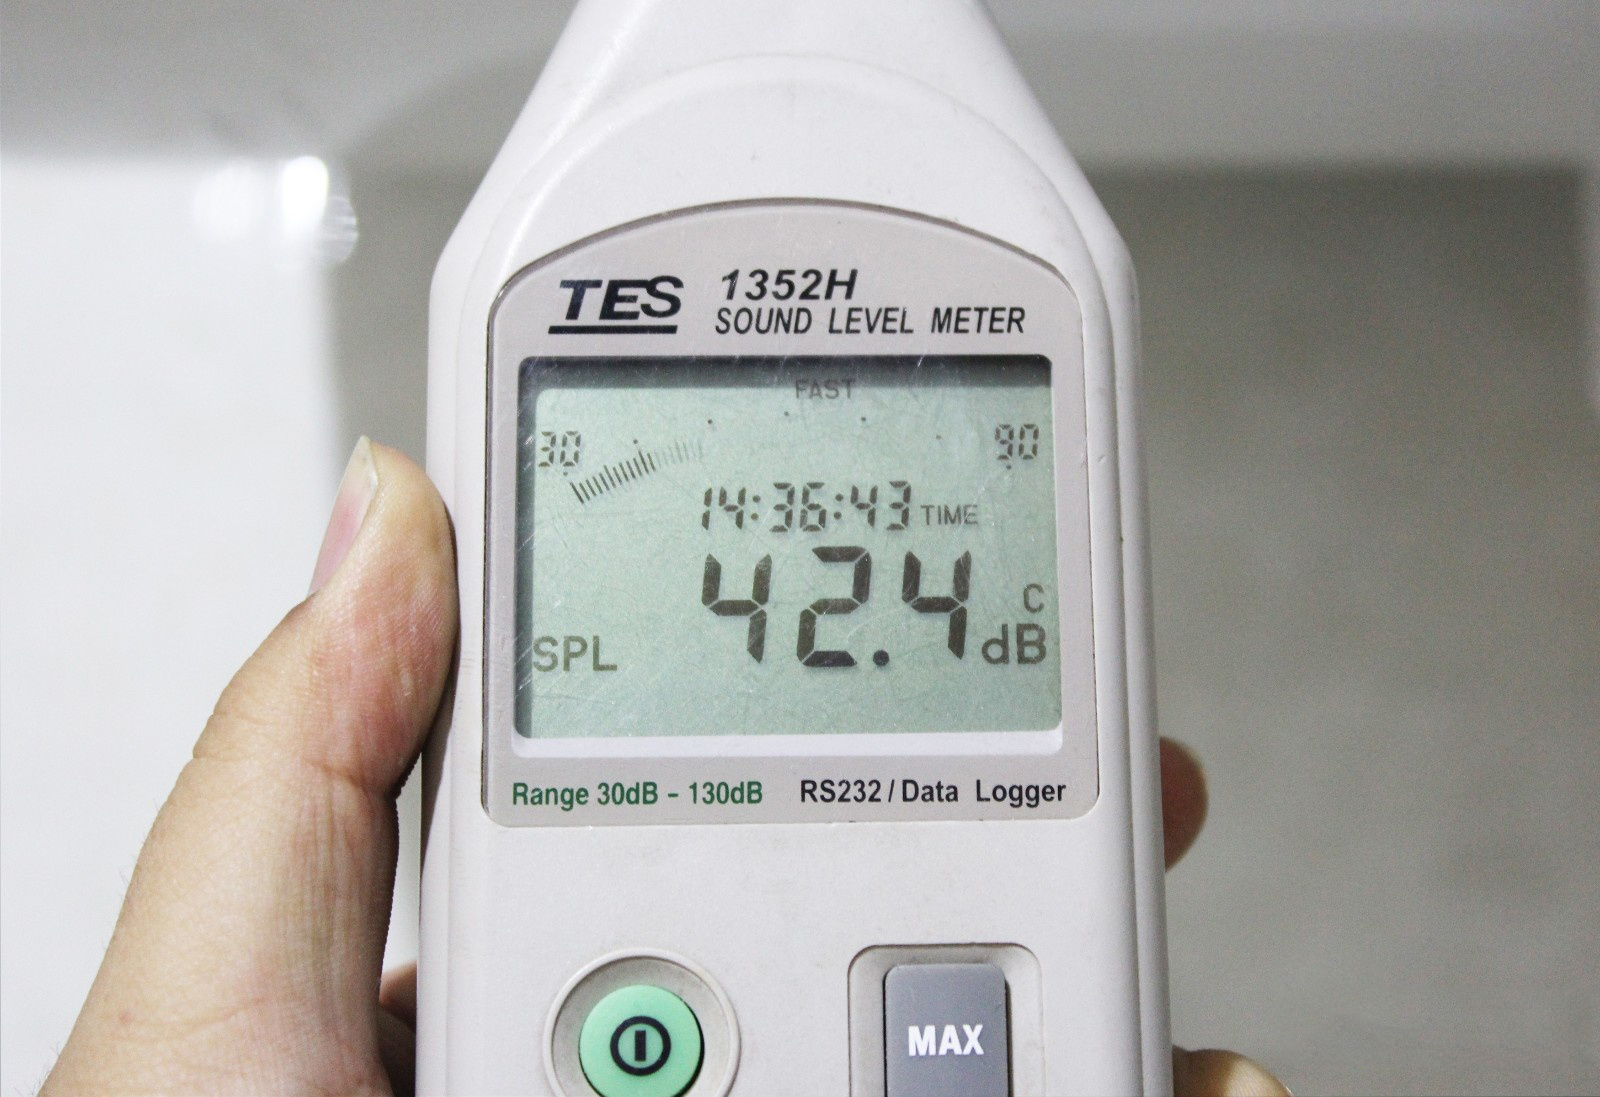 TES 1352H
SOUND LEVEL METER
FAST
30 90
14:36:43 TIME
42.4 C
SPL dB
Range 30dB - 130dB RS232 / Data Logger
MAX